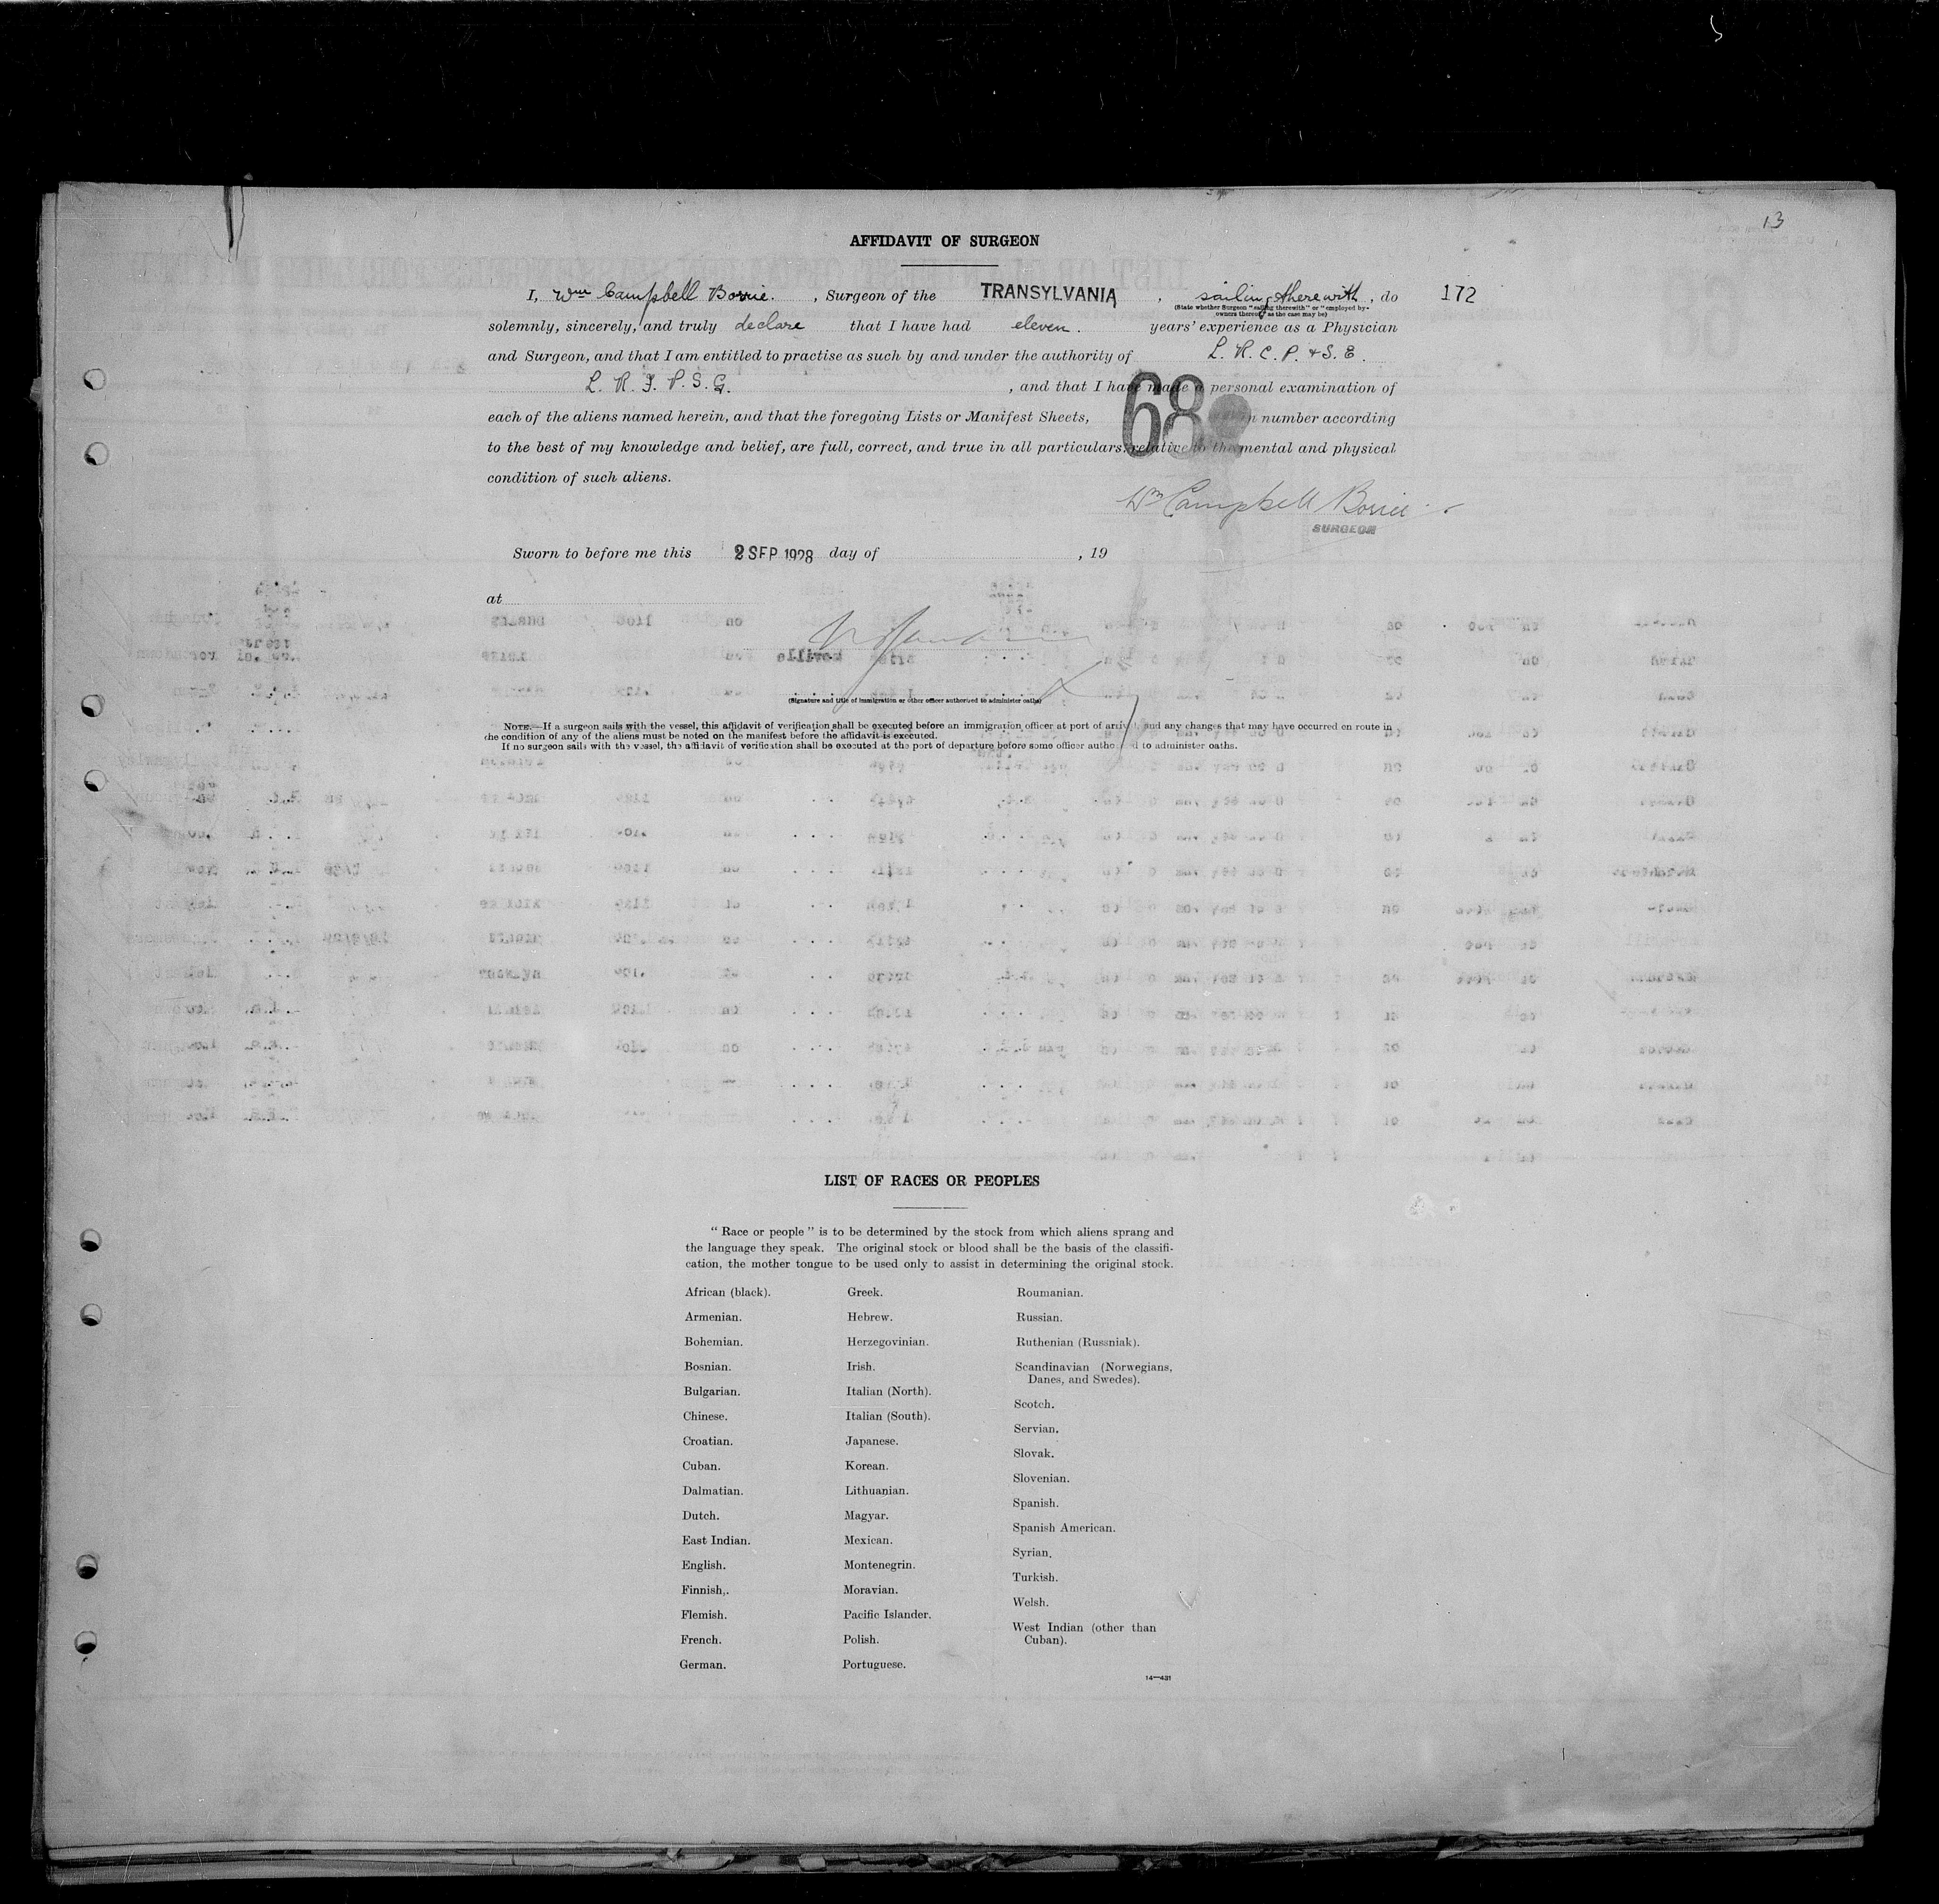 13
AFFIDAVIT OF SURGEON
I, Wm Campbell Borrie. , Surgeon of the TRANSYLVANIA , sailing therewith , do 172
(State whether Surgeon "sailing therewith" or "employed by owners thereof," as the case may be)
solemnly, sincerely, and truly declare that I have had eleven. years' experience as a Physician
and Surgeon, and that I am entitled to practise as such by and under the authority of L. R. C. P. & S. E.
L. R. F. P. S. G. , and that I have made a personal examination of
each of the aliens named herein, and that the foregoing Lists or Manifest Sheets, 68 in number according
to the best of my knowledge and belief, are full, correct, and true in all particulars, relative to the mental and physical
condition of such aliens.
Wm Campbell Borrie
SURGEON
Sworn to before me this 2 SEP 1928 day of , 19
at
(Signature and title of immigration or other officer authorized to administer oaths)
NOTE.—If a surgeon sails with the vessel, this affidavit of verification shall be executed before an immigration officer at port of arrival, and any changes that may have occurred en route in
the condition of any of the aliens must be noted on the manifest before the affidavit is executed.
If no surgeon sails with the vessel, the affidavit of verification shall be executed at the port of departure before some officer authorized to administer oaths.
LIST OF RACES OR PEOPLES
"Race or people" is to be determined by the stock from which aliens sprang and
the language they speak. The original stock or blood shall be the basis of the classifi-
cation, the mother tongue to be used only to assist in determining the original stock.
African (black).
Armenian.
Bohemian.
Bosnian.
Bulgarian.
Chinese.
Croatian.
Cuban.
Dalmatian.
Dutch.
East Indian.
English.
Finnish.
Flemish.
French.
German.
Greek.
Hebrew.
Herzegovinian.
Irish.
Italian (North).
Italian (South).
Japanese.
Korean.
Lithuanian.
Magyar.
Mexican.
Montenegrin.
Moravian.
Pacific Islander.
Polish.
Portuguese.
Roumanian.
Russian.
Ruthenian (Russniak).
Scandinavian (Norwegians,
Danes, and Swedes).
Scotch.
Servian.
Slovak.
Slovenian.
Spanish.
Spanish American.
Syrian.
Turkish.
Welsh.
West Indian (other than
Cuban).
14—431